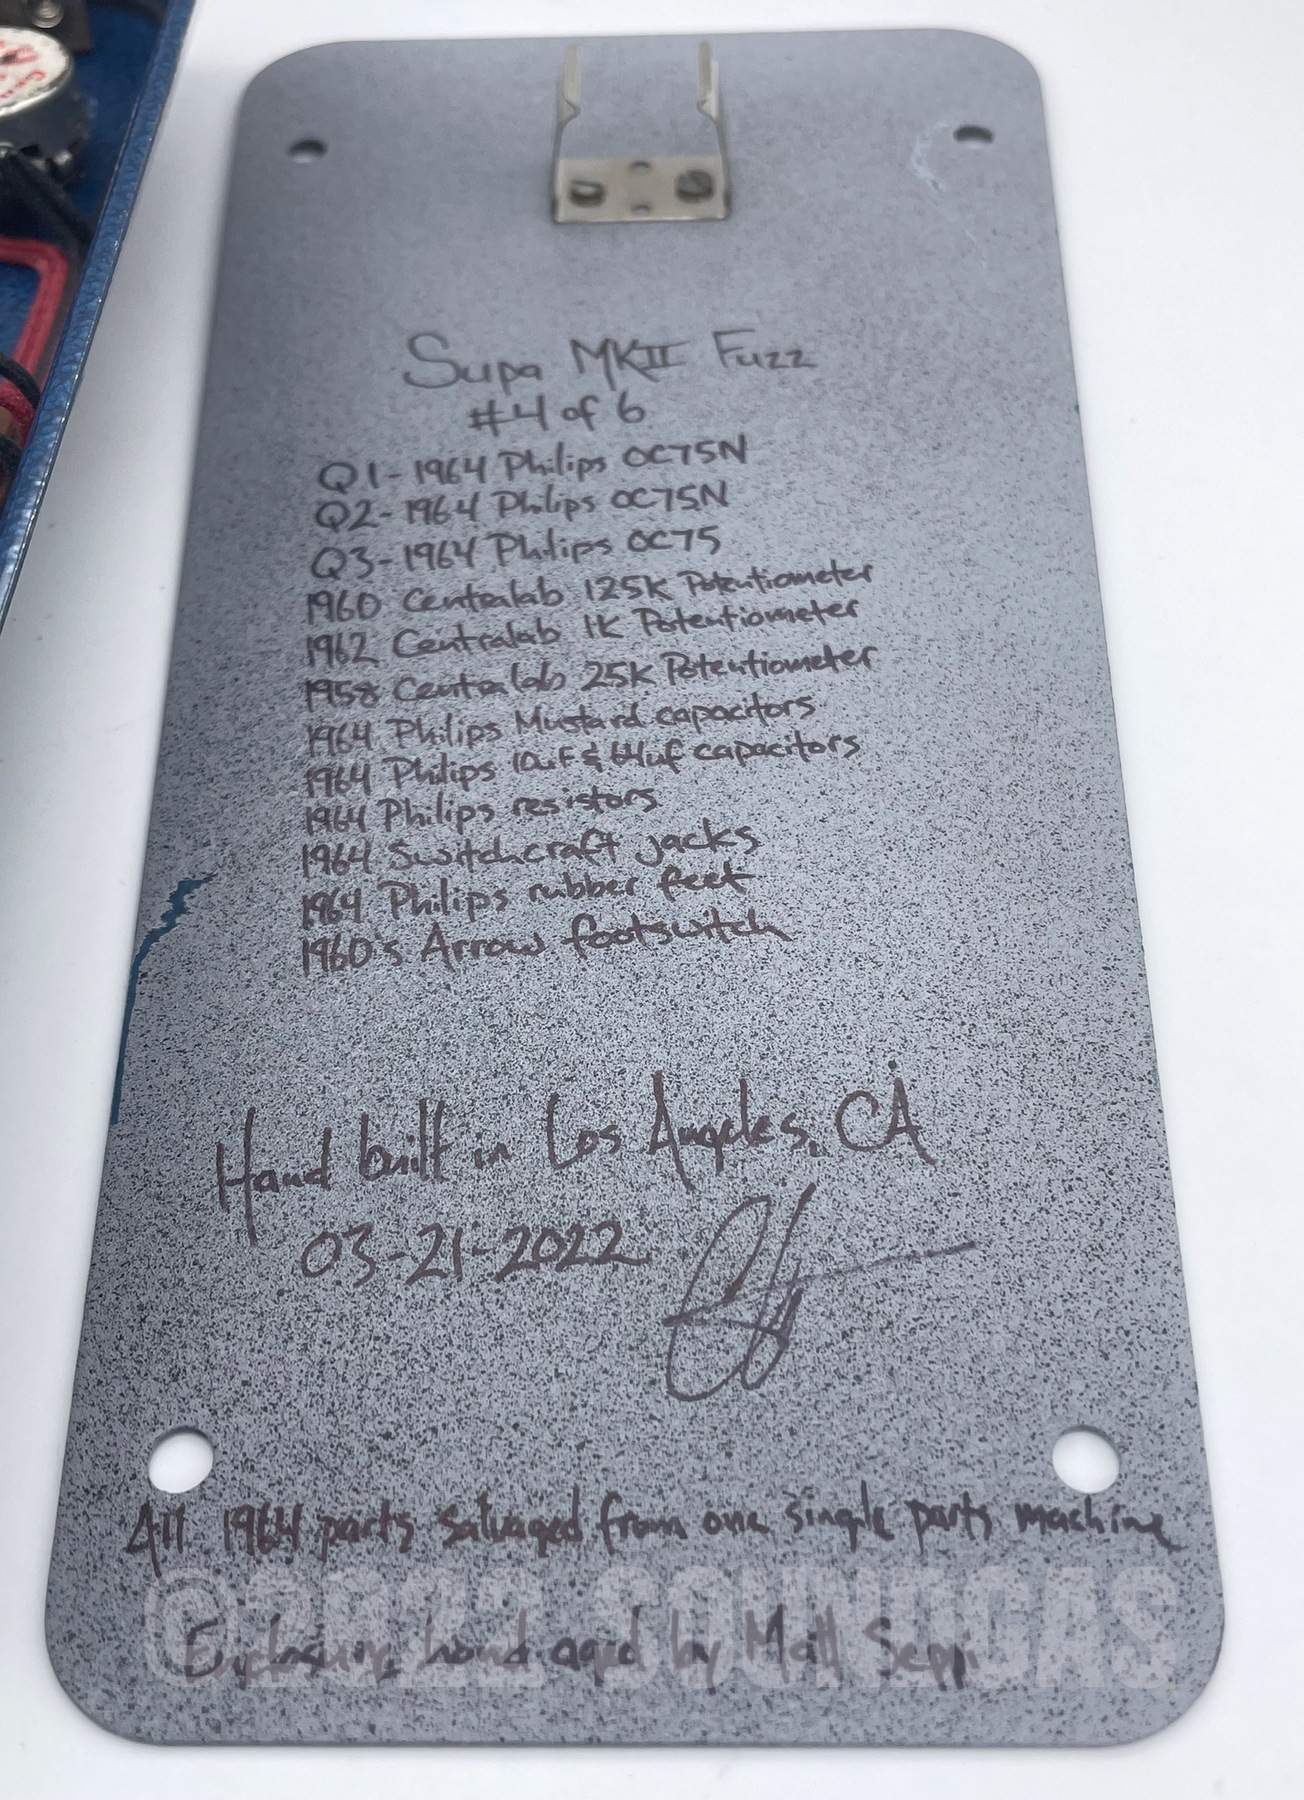 Supa MKII Fuzz
#4 of 6
Q1-1964 Philips OC75N
Q2-1964 Philips OC75N
Q3-1964 Philips OC75
1960 Centralab 125K Potentiometer
1962 Centralab 1K Potentiometer
1958 Centralab 25K Potentiometer
1964 Philips Mustard capacitors
1964 Philips 10uF & 64uf capacitors
1964 Philips resistors
1964 Switchcraft jacks
1964 Philips rubber feet
1960's Arrow footswitch
Hand built in Los Angeles, CA
03-21-2022
All 1964 parts salvaged from one single parts machine
©2022 SOUNDGAS
Enclosure hand aged by Matt Seppi